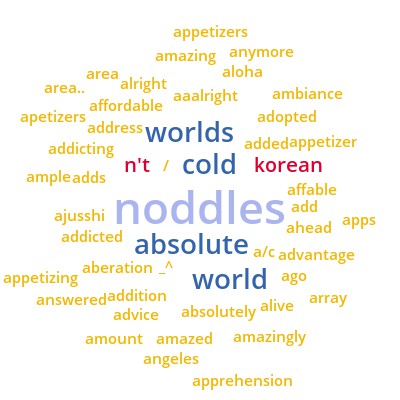 appetizers
amazing anymore
area aloha
area.. alright
affordable aaalright ambiance
apetizers
address worlds adopted
addicting added appetizer
n't / cold korean
ample adds
affable
noddles add
ajusshi apps
ahead
addicted absolute a/c advantage
aberation _^
appetizing world ago
answered addition array
advice absolutely alive
amount amazed amazingly
angeles
apprehension